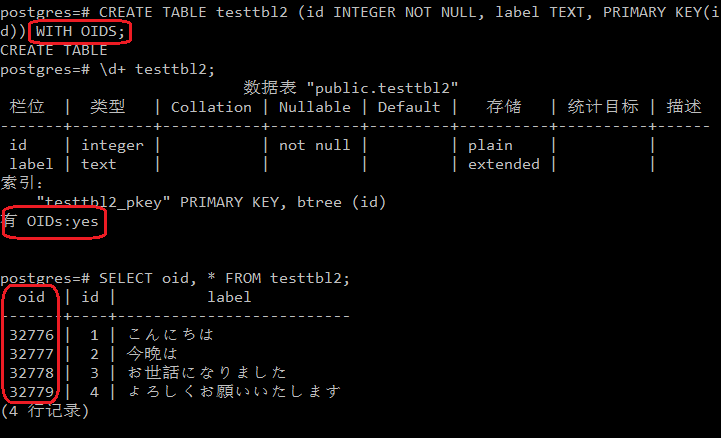 postgres=# CREATE TABLE testtbl2 (id INTEGER NOT NULL, label TEXT, PRIMARY KEY(i
d)) WITH OIDS;
CREATE TABLE
postgres=# \d+ testtbl2;
数据表 "public.testtbl2"
栏位 | 类型 | Collation | Nullable | Default | 存储 | 统计目标 | 描述
-------+---------+-----------+----------+---------+----------+----------+------
id | integer | | not null | | plain | |
label | text | | | | extended | |
索引:
"testtbl2_pkey" PRIMARY KEY, btree (id)
有 OIDs:yes
postgres=# SELECT oid, * FROM testtbl2;
oid | id | label
-------+----+--------------------------
32776 | 1 | こんにちは
32777 | 2 | 今晩は
32778 | 3 | お世話になりました
32779 | 4 | よろしくお願いいたします
(4 行记录)